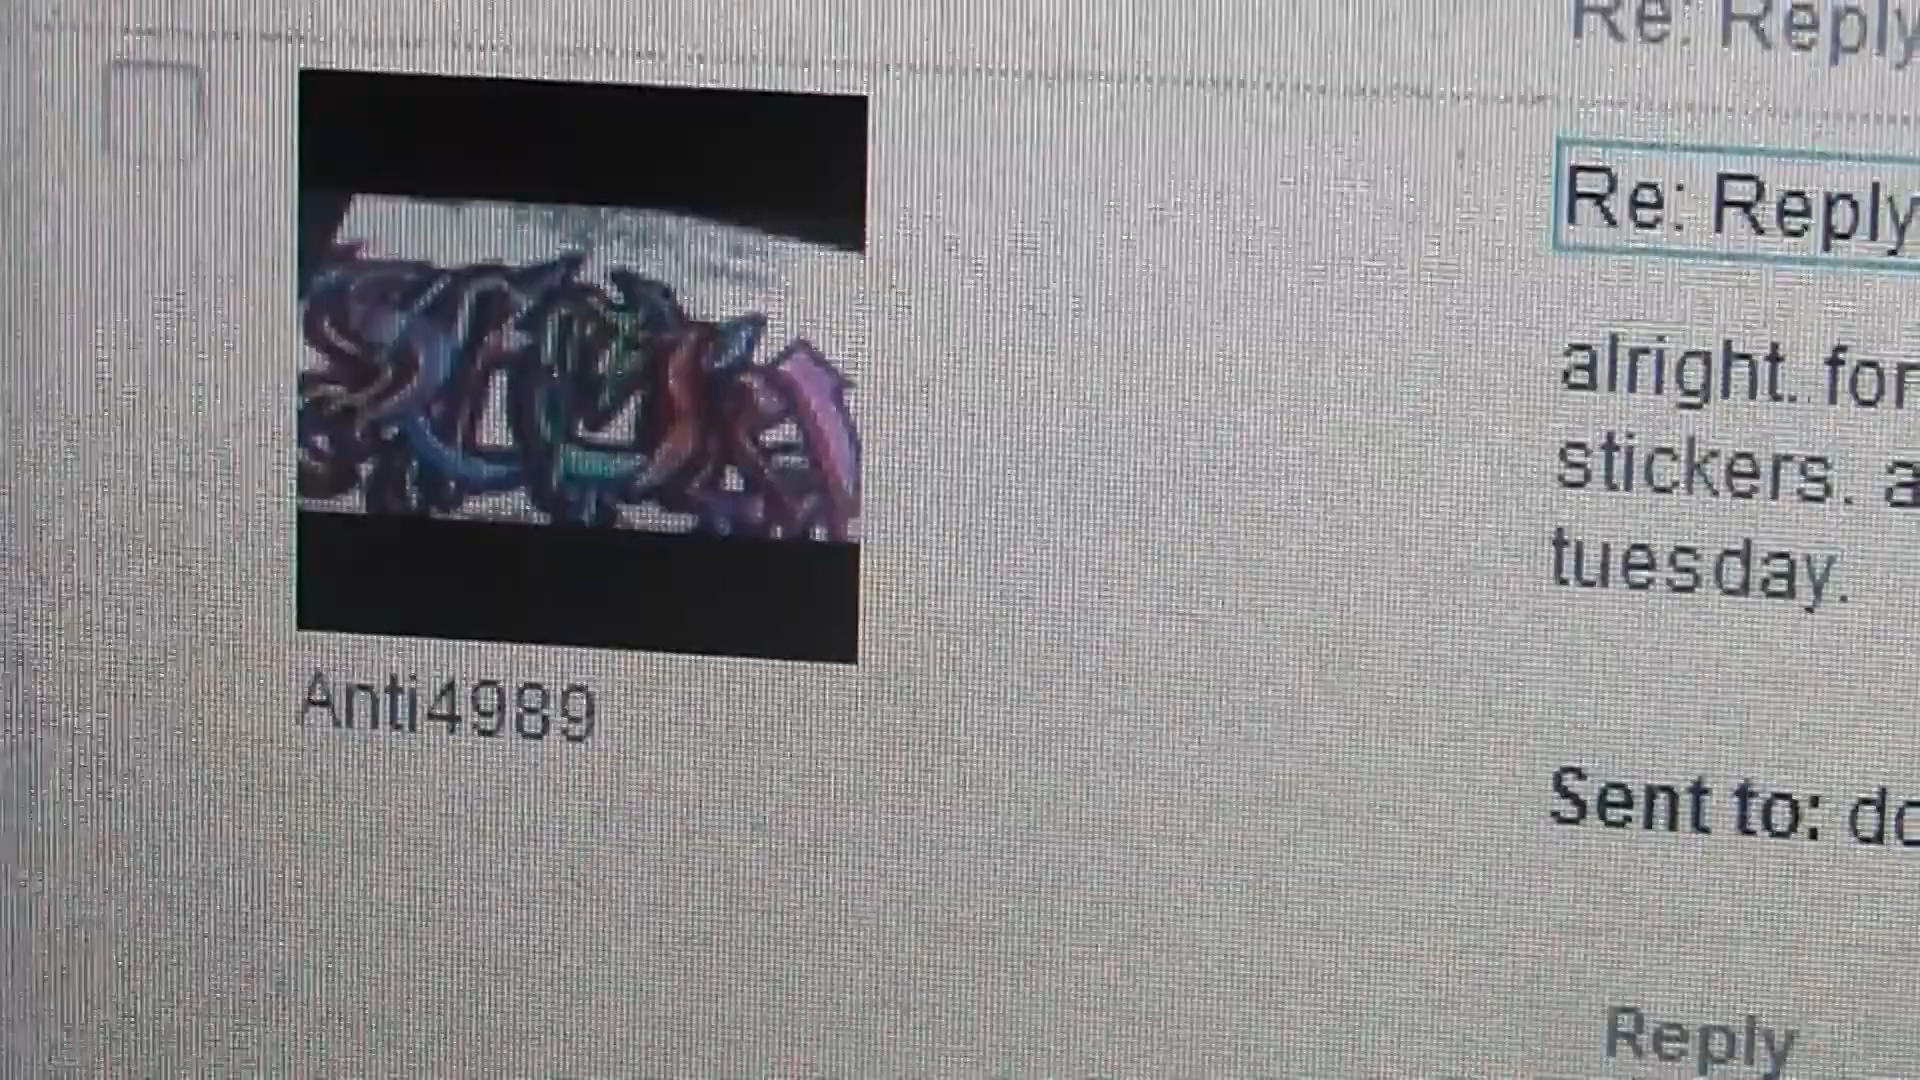 Re: Reply
Re: Reply
alright. for
stickers. a
tuesday.
Anti4989
Sent to: do
Reply